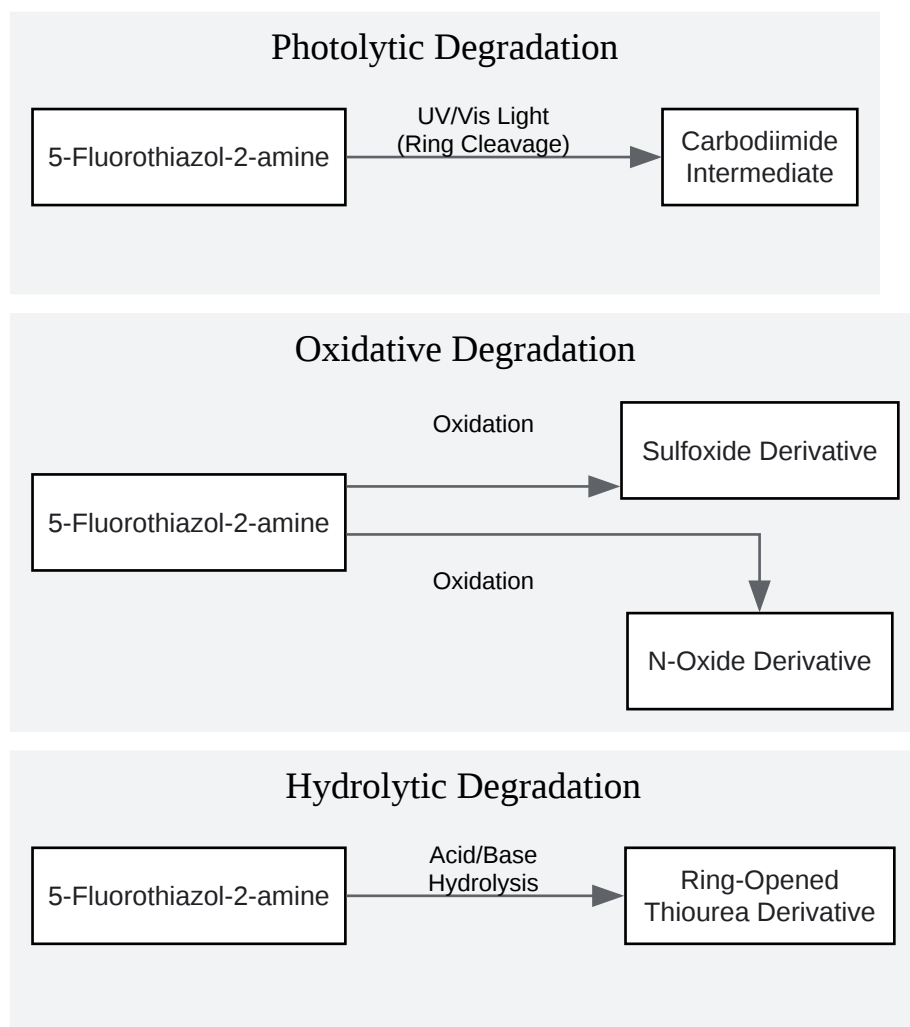 Photolytic Degradation
5-Fluorothiazol-2-amine
UV/Vis Light
(Ring Cleavage)
Carbodiimide
Intermediate
Oxidative Degradation
5-Fluorothiazol-2-amine
Oxidation
Sulfoxide Derivative
Oxidation
N-Oxide Derivative
Hydrolytic Degradation
5-Fluorothiazol-2-amine
Acid/Base
Hydrolysis
Ring-Opened
Thiourea Derivative